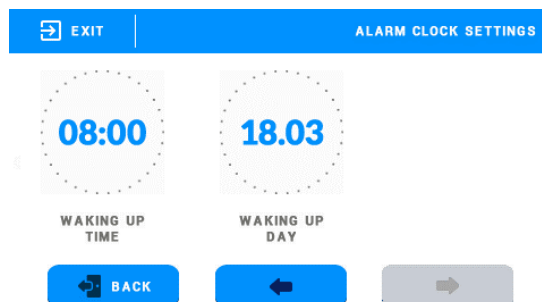 EXIT
ALARM CLOCK SETTINGS
08:00
18.03
WAKING UP
TIME
WAKING UP
DAY
BACK